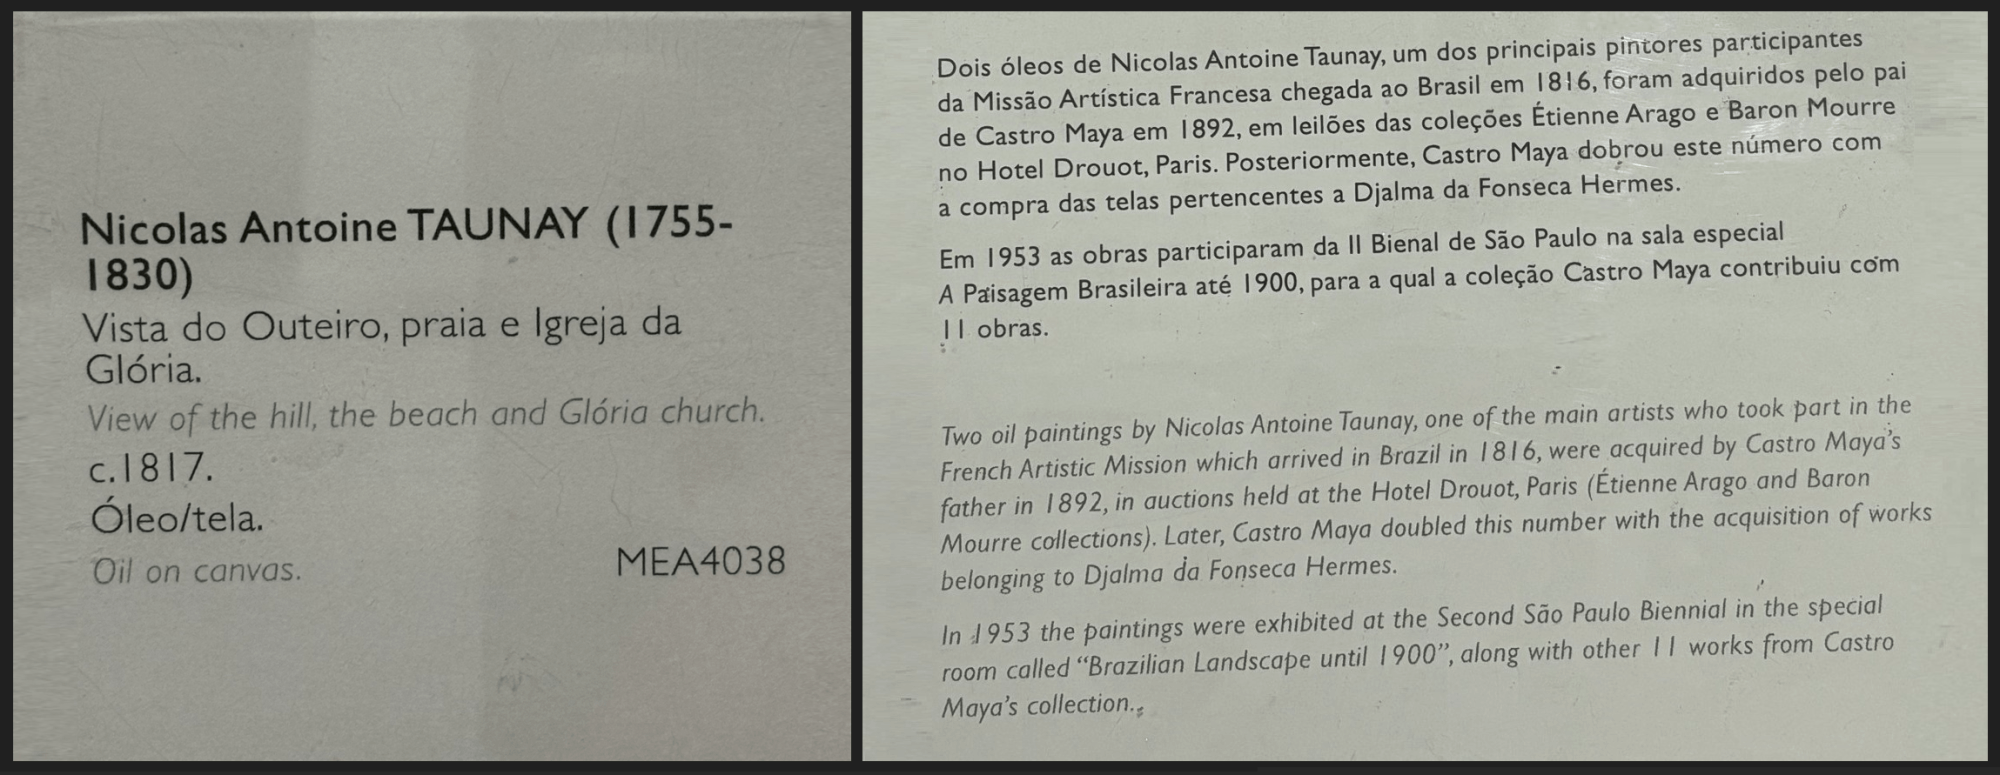 Nicolas Antoine TAUNAY (1755-
1830)
Vista do Outeiro, praia e Igreja da
Glória.
View of the hill, the beach and Glória church.
c.1817.
Óleo/tela.
Oil on canvas.
MEA4038
Dois óleos de Nicolas Antoine Taunay, um dos principais pintores participantes
da Missão Artística Francesa chegada ao Brasil em 1816, foram adquiridos pelo pai
de Castro Maya em 1892, em leilões das coleções Étienne Arago e Baron Mourre
no Hotel Drouot, Paris. Posteriormente, Castro Maya dobrou este número com
a compra das telas pertencentes a Djalma da Fonseca Hermes.
Em 1953 as obras participaram da II Bienal de São Paulo na sala especial
A Paisagem Brasileira até 1900, para a qual a coleção Castro Maya contribuiu com
11 obras.
Two oil paintings by Nicolas Antoine Taunay, one of the main artists who took part in the
French Artistic Mission which arrived in Brazil in 1816, were acquired by Castro Maya's
father in 1892, in auctions held at the Hotel Drouot, Paris (Étienne Arago and Baron
Mourre collections). Later, Castro Maya doubled this number with the acquisition of works
belonging to Djalma da Fonseca Hermes.
In 1953 the paintings were exhibited at the Second São Paulo Biennial in the special
room called “Brazilian Landscape until 1900”, along with other 11 works from Castro
Maya's collection.